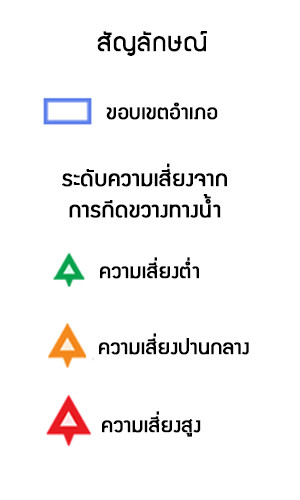 สัญลักษณ์
ขอบเขตอำเภอ
ระดับความเสี่ยงจาก
การกีดขวางทางน้ำ
ความเสี่ยงต่ำ
ความเสี่ยงปานกลาง
ความเสี่ยงสูง